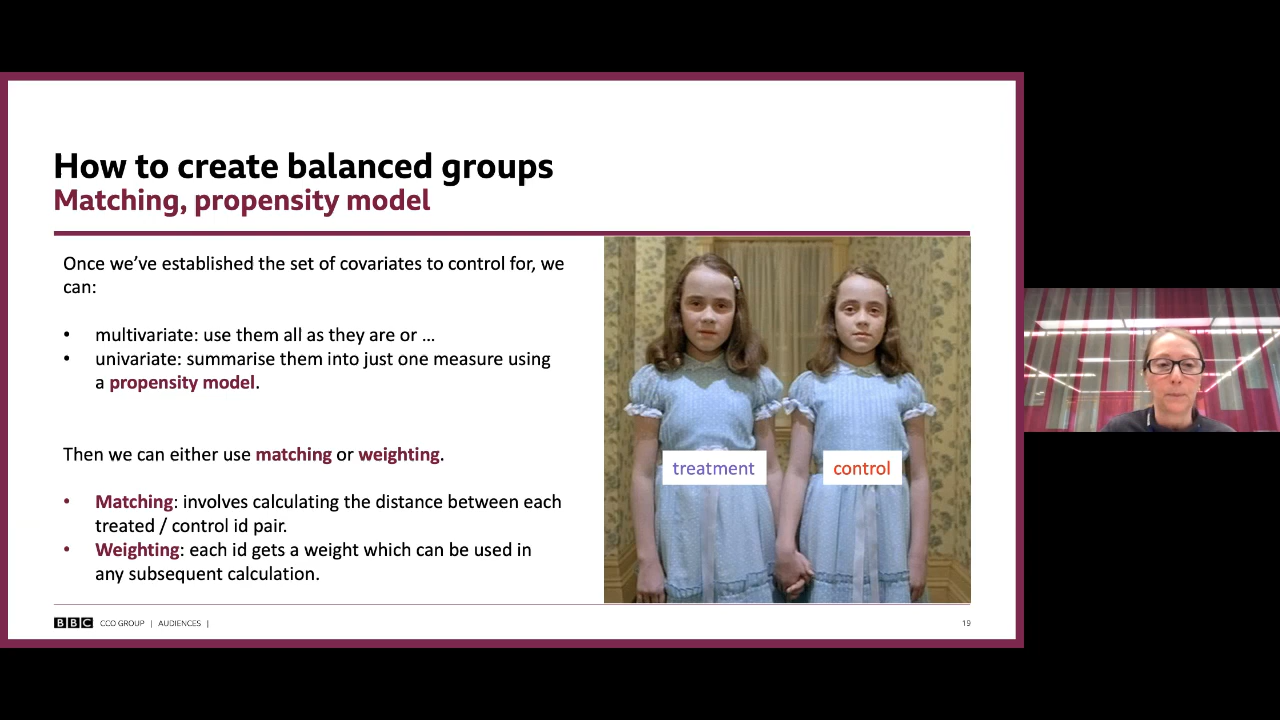 How to create balanced groups
Matching, propensity model
Once we’ve established the set of covariates to control for, we
can:
• multivariate: use them all as they are or …
• univariate: summarise them into just one measure using
a propensity model.
Then we can either use matching or weighting.
• Matching: involves calculating the distance between each
treated / control id pair.
• Weighting: each id gets a weight which can be used in
any subsequent calculation.
treatment
control
BBC CCO GROUP | AUDIENCES |
19